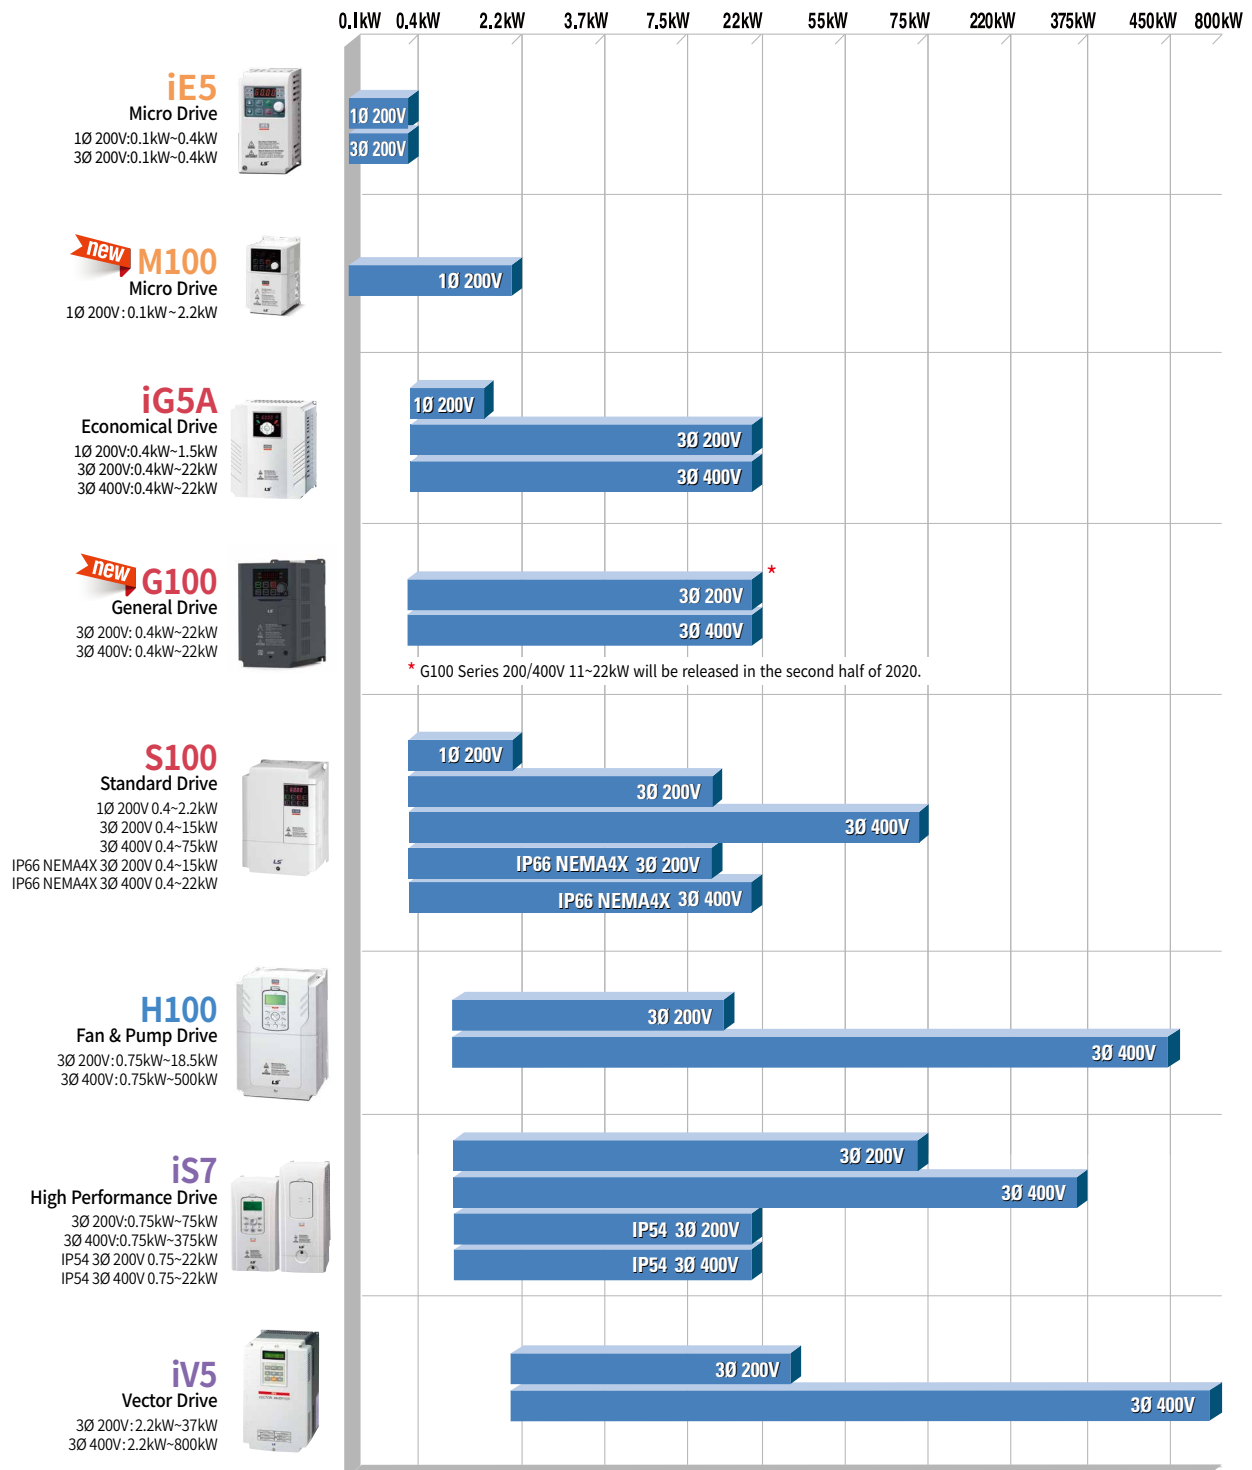 0.1kW 0.4kW 2.2kW 3.7kW 7.5kW 22kW 55kW 75kW 220kW 375kW 450kW 800kW
iE5
Micro Drive
1Ø 200V:0.1kW~0.4kW
3Ø 200V:0.1kW~0.4kW
1Ø 200V
3Ø 200V
new
M100
Micro Drive
1Ø 200V: 0.1kW~2.2kW
1Ø 200V
iG5A
Economical Drive
1Ø 200V:0.4kW~1.5kW
3Ø 200V:0.4kW~22kW
3Ø 400V:0.4kW~22kW
1Ø 200V
3Ø 200V
3Ø 400V
new
G100
General Drive
3Ø 200V: 0.4kW~22kW
3Ø 400V: 0.4kW~22kW
3Ø 200V
*
3Ø 400V
* G100 Series 200/400V 11~22kW will be released in the second half of 2020.
S100
Standard Drive
1Ø 200V 0.4~2.2kW
3Ø 200V 0.4~15kW
3Ø 400V 0.4~75kW
IP66 NEMA4X 3Ø 200V 0.4~15kW
IP66 NEMA4X 3Ø 400V 0.4~22kW
1Ø 200V
3Ø 200V
3Ø 400V
IP66 NEMA4X 3Ø 200V
IP66 NEMA4X 3Ø 400V
H100
Fan & Pump Drive
3Ø 200V:0.75kW~18.5kW
3Ø 400V:0.75kW~500kW
3Ø 200V
3Ø 400V
iS7
High Performance Drive
3Ø 200V:0.75kW~75kW
3Ø 400V:0.75kW~375kW
IP54 3Ø 200V 0.75~22kW
IP54 3Ø 400V 0.75~22kW
3Ø 200V
3Ø 400V
IP54 3Ø 200V
IP54 3Ø 400V
iV5
Vector Drive
3Ø 200V:2.2kW~37kW
3Ø 400V:2.2kW~800kW
3Ø 200V
3Ø 400V